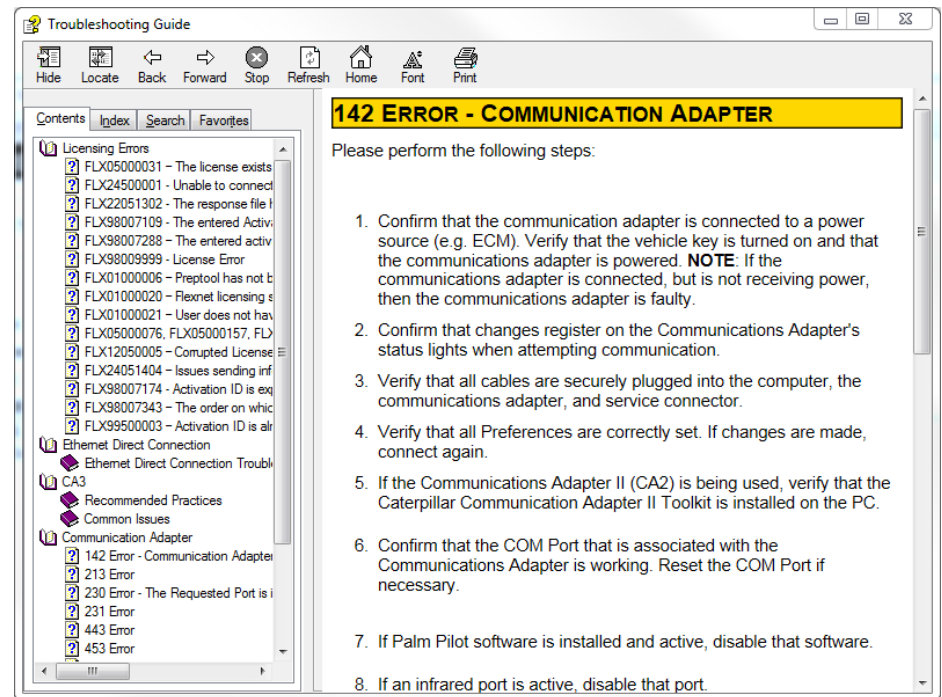 Troubleshooting Guide
Hide Locate Back Forward Stop Refresh Home Font Print
Contents Index Search Favorites
Licensing Errors
FLX05000031 – The license exists
FLX24500001 - Unable to connect
FLX22051302 - The response file
FLX98007109 - The entered Activ
FLX98007288 – The entered activ
FLX98009999 - License Error
FLX01000006 – Preptool has not b
FLX01000020 – Flexnet licensing s
FLX01000021 – User does not hav
FLX05000076, FLX05000157, FLX
FLX12050005 – Corrupted License
FLX24051404 – Issues sending inf
FLX98007174 - Activation ID is exp
FLX98007343 – The order on whic
FLX99500003 – Activation ID is alr
Ethernet Direct Connection
Ethernet Direct Connection Troubl
CA3
Recommended Practices
Common Issues
Communication Adapter
142 Error - Communication Adapter
213 Error
230 Error - The Requested Port is i
231 Error
443 Error
453 Error
142 ERROR - COMMUNICATION ADAPTER
Please perform the following steps:
1. Confirm that the communication adapter is connected to a power
source (e.g. ECM). Verify that the vehicle key is turned on and that
the communications adapter is powered. NOTE: If the
communications adapter is connected, but is not receiving power,
then the communications adapter is faulty.
2. Confirm that changes register on the Communications Adapter's
status lights when attempting communication.
3. Verify that all cables are securely plugged into the computer, the
communications adapter, and service connector.
4. Verify that all Preferences are correctly set. If changes are made,
connect again.
5. If the Communications Adapter II (CA2) is being used, verify that the
Caterpillar Communication Adapter II Toolkit is installed on the PC.
6. Confirm that the COM Port that is associated with the
Communications Adapter is working. Reset the COM Port if
necessary.
7. If Palm Pilot software is installed and active, disable that software.
8. If an infrared port is active, disable that port.